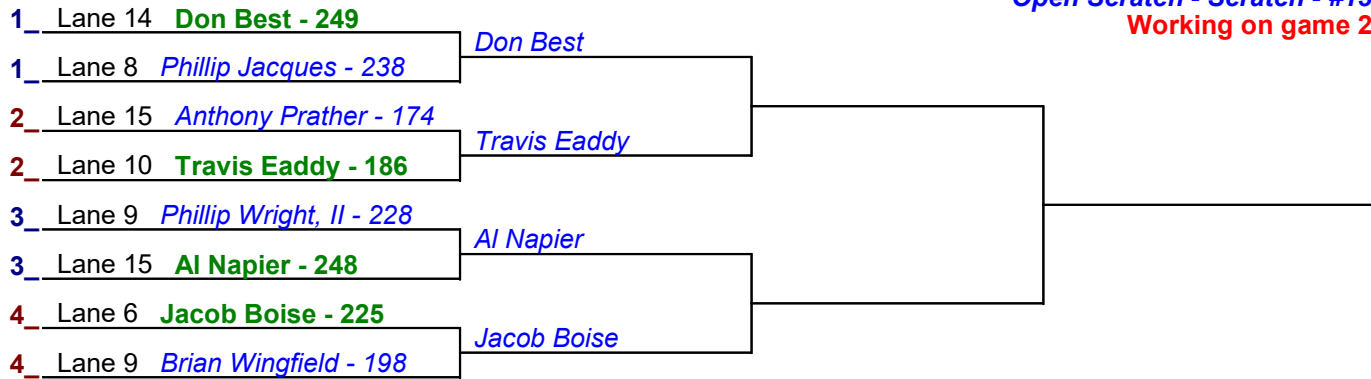 Open Scratch - Scratch - #1
Working on game 2
1_ Lane 14 Don Best - 249
Don Best
1_ Lane 8 Phillip Jacques - 238
2_ Lane 15 Anthony Prather - 174
Travis Eaddy
2_ Lane 10 Travis Eaddy - 186
3_ Lane 9 Phillip Wright, II - 228
Al Napier
3_ Lane 15 Al Napier - 248
4_ Lane 6 Jacob Boise - 225
Jacob Boise
4_ Lane 9 Brian Wingfield - 198